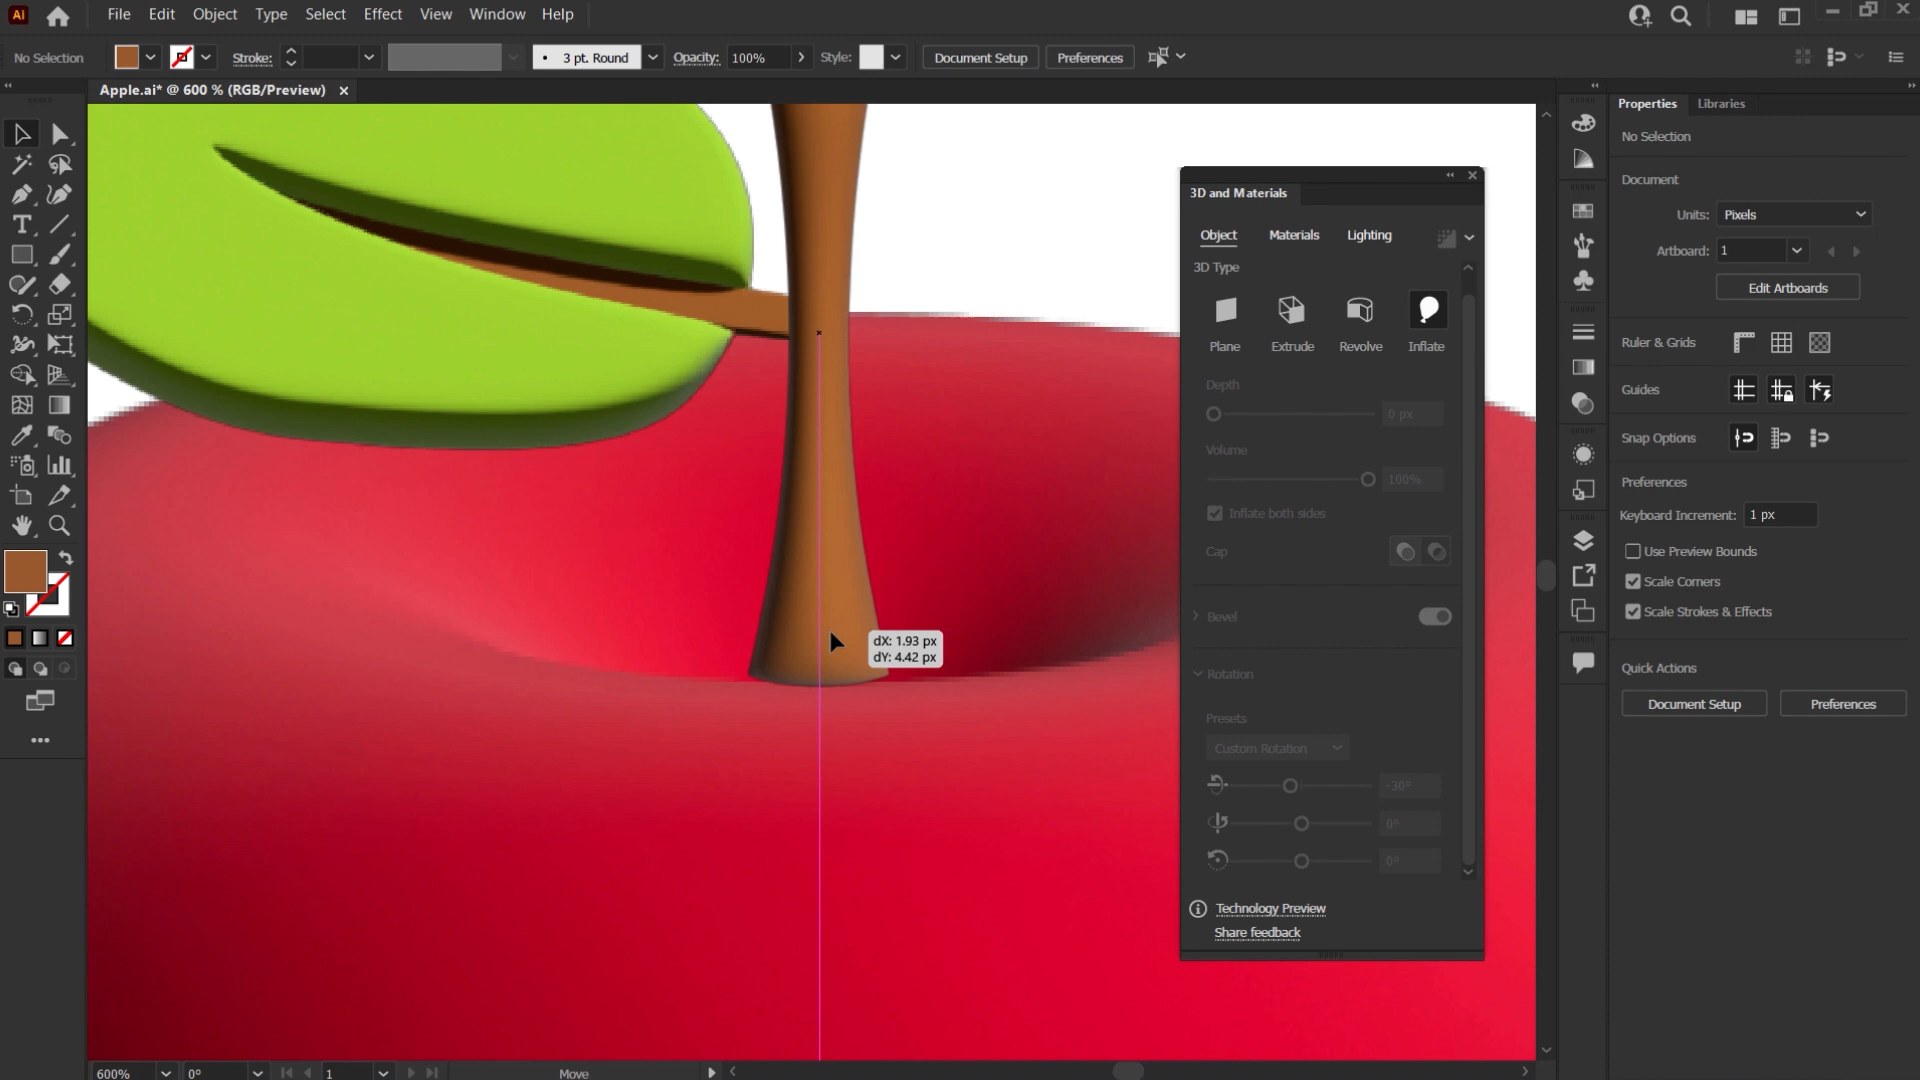 Ai File Edit Object Type Select Effect View Window Help
No Selection Stroke: 3 pt. Round Opacity: 100% Style: Document Setup Preferences
Apple.ai* @ 600 % (RGB/Preview)
Properties Libraries
No Selection
Document
Units: Pixels
Artboard: 1
Edit Artboards
Ruler & Grids
Guides
Snap Options
Preferences
Keyboard Increment: 1 px
Use Preview Bounds
Scale Corners
Scale Strokes & Effects
Quick Actions
Document Setup Preferences
3D and Materials
Object Materials Lighting
3D Type
Plane Extrude Revolve Inflate
Depth
0 px
Volume
100%
Inflate both sides
Cap
Bevel
Rotation
Presets
Custom Rotation
-30°
0°
0°
Technology Preview
Share feedback
dX: 1.93 px
dY: 4.42 px
600% 0° 1 Move